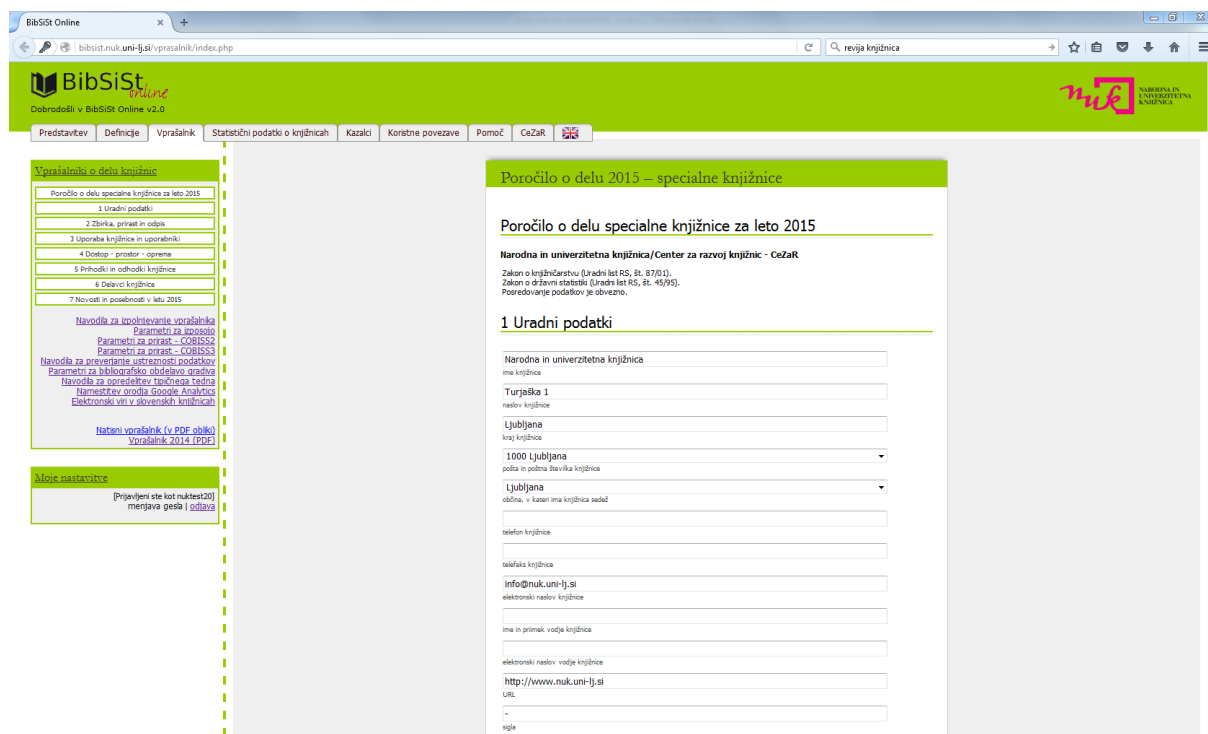 BibSiSt Online
bibsist.nuk.uni-lj.si/vprasalnik/index.php
revija knjižnica
BibSiSt
online
Dobrodošli v BibSiSt Online v2.0
nuk
NARODNA IN
UNIVERZITETNA
KNJIŽNICA
Predstavitev Definicije Vprašalnik Statistični podatki o knjižnicah Kazalci Koristne povezave Pomoč CeZaR
Vprašalniki o delu knjižnic
Poročilo o delu specialne knjižnice za leto 2015
1 Uradni podatki
2 Zbirka, prirast in odpis
3 Uporaba knjižnice in uporabniki
4 Dostop - prostor - oprema
5 Prihodki in odhodki knjižnice
6 Delavci knjižnice
7 Novosti in posebnosti v letu 2015
Navodila za izpolnjevanje vprašalnika
Parametri za izposojo
Parametri za prirast - COBISS2
Parametri za prirast - COBISS3
Navodila za preverjanje ustreznosti podatkov
Parametri za bibliografsko obdelavo gradiva
Navodila za opredelitev tipičnega tedna
Namestitev orodja Google Analytics
Elektronski viri v slovenskih knjižnicah
Natisni vprašalnik (v PDF obliki)
Vprašalnik 2014 (PDF)
Moje nastavitve
[Prijavljeni ste kot nuktest20]
menjava gesla | odjava
Poročilo o delu 2015 – specialne knjižnice
Poročilo o delu specialne knjižnice za leto 2015
Narodna in univerzitetna knjižnica/Center za razvoj knjižnic - CeZaR
Zakon o knjižničarstvu (Uradni list RS, št. 87/01).
Zakon o državni statistiki (Uradni list RS, št. 45/95).
Posredovanje podatkov je obvezno.
1 Uradni podatki
Narodna in univerzitetna knjižnica
ime knjižnice
Turjaška 1
naslov knjižnice
Ljubljana
kraj knjižnice
1000 Ljubljana
pošta in poštna številka knjižnice
Ljubljana
občina, v kateri ima knjižnica sedež
telefon knjižnice
telefaks knjižnice
info@nuk.uni-lj.si
elektronski naslov knjižnice
ime in priimek vodje knjižnice
elektronski naslov vodje knjižnice
http://www.nuk.uni-lj.si
URL
-
sigla